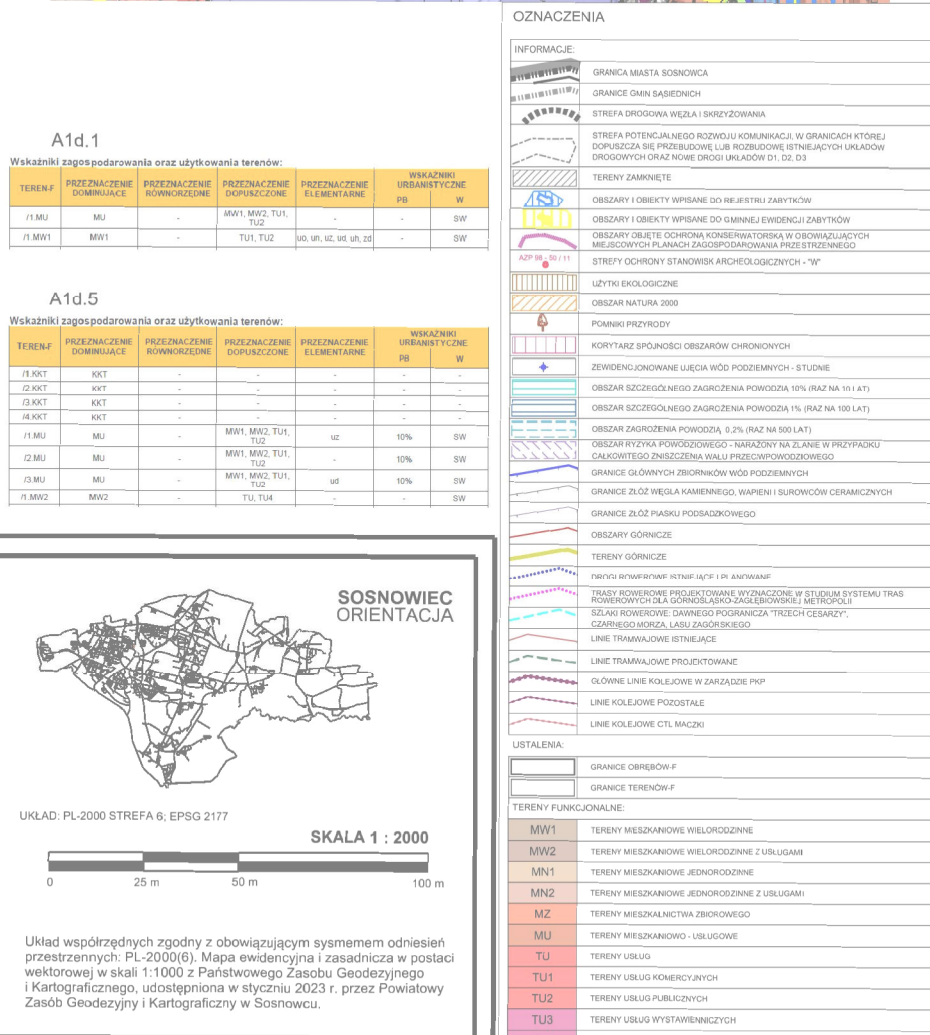 A1d.1
Wskaźniki zagospodarowania oraz użytkowania terenów:
TEREN-F PRZEZNACZENIE DOMINUJĄCE PRZEZNACZENIE RÓWNORZĘDNE PRZEZNACZENIE DOPUSZCZONE PRZEZNACZENIE ELEMENTARNE WSKAŹNIKI URBANISTYCZNE
PB W
/1.MU MU - MW1, MW2, TU1, TU2 - - SW
/1.MW1 MW1 - TU1, TU2 uo, un, uz, ud, uh, zd - SW
A1d.5
Wskaźniki zagospodarowania oraz użytkowania terenów:
TEREN-F PRZEZNACZENIE DOMINUJĄCE PRZEZNACZENIE RÓWNORZĘDNE PRZEZNACZENIE DOPUSZCZONE PRZEZNACZENIE ELEMENTARNE WSKAŹNIKI URBANISTYCZNE
PB W
/1.KKT KKT - - - - -
/2.KKT KKT - - - - -
/3.KKT KKT - - - - -
/4.KKT KKT - - - - -
/1.MU MU - MW1, MW2, TU1, TU2 uz 10% SW
/2.MU MU - MW1, MW2, TU1, TU2 - 10% SW
/3.MU MU - MW1, MW2, TU1, TU2 ud 10% SW
/1.MW2 MW2 - TU, TU4 - - SW
SOSNOWIEC
ORIENTACJA
UKŁAD: PL-2000 STREFA 6; EPSG 2177
SKALA 1 : 2000
0 25 m 50 m 100 m
Układ współrzędnych zgodny z obowiązującym sysmemem odniesień
przestrzennych: PL-2000(6). Mapa ewidencyjna i zasadnicza w postaci
wektorowej w skali 1:1000 z Państwowego Zasobu Geodezyjnego
i Kartograficznego, udostępniona w styczniu 2023 r. przez Powiatowy
Zasób Geodezyjny i Kartograficzny w Sosnowcu.
OZNACZENIA
INFORMACJE:
GRANICA MIASTA SOSNOWCA
GRANICE GMIN SĄSIEDNICH
STREFA DROGOWA WĘZŁA I SKRZYŻOWANIA
STREFA POTENCJALNEGO ROZWOJU KOMUNIKACJI, W GRANICACH KTÓREJ
DOPUSZCZA SIĘ PRZEBUDOWĘ LUB ROZBUDOWĘ ISTNIEJĄCYCH UKŁADÓW
DROGOWYCH ORAZ NOWE DROGI UKŁADÓW D1, D2, D3
TERENY ZAMKNIĘTE
OBSZARY I OBIEKTY WPISANE DO REJESTRU ZABYTKÓW
OBSZARY I OBIEKTY WPISANE DO GMINNEJ EWIDENCJI ZABYTKÓW
OBSZARY OBJĘTE OCHRONĄ KONSERWATORSKĄ W OBOWIĄZUJĄCYCH
MIEJSCOWYCH PLANACH ZAGOSPODAROWANIA PRZESTRZENNEGO
AZP 98 - 50 / 11
STREFY OCHRONY STANOWISK ARCHEOLOGICZNYCH - "W"
UŻYTKI EKOLOGICZNE
OBSZAR NATURA 2000
POMNIKI PRZYRODY
KORYTARZ SPÓJNOŚCI OBSZARÓW CHRONIONYCH
ZEWIDENCJONOWANE UJĘCIA WÓD PODZIEMNYCH - STUDNIE
OBSZAR SZCZEGÓLNEGO ZAGROŻENIA POWODZIĄ 10% (RAZ NA 10 LAT)
OBSZAR SZCZEGÓLNEGO ZAGROŻENIA POWODZIĄ 1% (RAZ NA 100 LAT)
OBSZAR ZAGROŻENIA POWODZIĄ 0,2% (RAZ NA 500 LAT)
OBSZAR RYZYKA POWODZIOWEGO - NARAŻONY NA ZLANIE W PRZYPADKU
CAŁKOWITEGO ZNISZCZENIA WAŁU PRZECIWPOWODZIOWEGO
GRANICE GŁÓWNYCH ZBIORNIKÓW WÓD PODZIEMNYCH
GRANICE ZŁÓŻ WĘGLA KAMIENNEGO, WAPIENI I SUROWCÓW CERAMICZNYCH
GRANICE ZŁÓŻ PIASKU PODSADZKOWEGO
OBSZARY GÓRNICZE
TERENY GÓRNICZE
DROGI ROWEROWE ISTNIEJĄCE I PLANOWANE
TRASY ROWEROWE PROJEKTOWANE WYZNACZONE W STUDIUM SYSTEMU TRAS
ROWEROWYCH DLA GÓRNOŚLĄSKO-ZAGŁĘBIOWSKIEJ METROPOLII
SZLAKI ROWEROWE: DAWNEGO POGRANICZA "TRZECH CESARZY",
CZARNEGO MORZA, LASU ZAGÓRSKIEGO
LINIE TRAMWAJOWE ISTNIEJĄCE
LINIE TRAMWAJOWE PROJEKTOWANE
GŁÓWNE LINIE KOLEJOWE W ZARZĄDZIE PKP
LINIE KOLEJOWE POZOSTAŁE
LINIE KOLEJOWE CTL MACZKI
USTALENIA:
GRANICE OBRĘBÓW-F
GRANICE TERENÓW-F
TERENY FUNKCJONALNE:
MW1 TERENY MIESZKANIOWE WIELORODZINNE
MW2 TERENY MIESZKANIOWE WIELORODZINNE Z USŁUGAMI
MN1 TERENY MIESZKANIOWE JEDNORODZINNE
MN2 TERENY MIESZKANIOWE JEDNORODZINNE Z USŁUGAMI
MZ TERENY MIESZKALNICTWA ZBIOROWEGO
MU TERENY MIESZKANIOWO - USŁUGOWE
TU TERENY USŁUG
TU1 TERENY USŁUG KOMERCYJNYCH
TU2 TERENY USŁUG PUBLICZNYCH
TU3 TERENY USŁUG WYSTAWIENNICZYCH